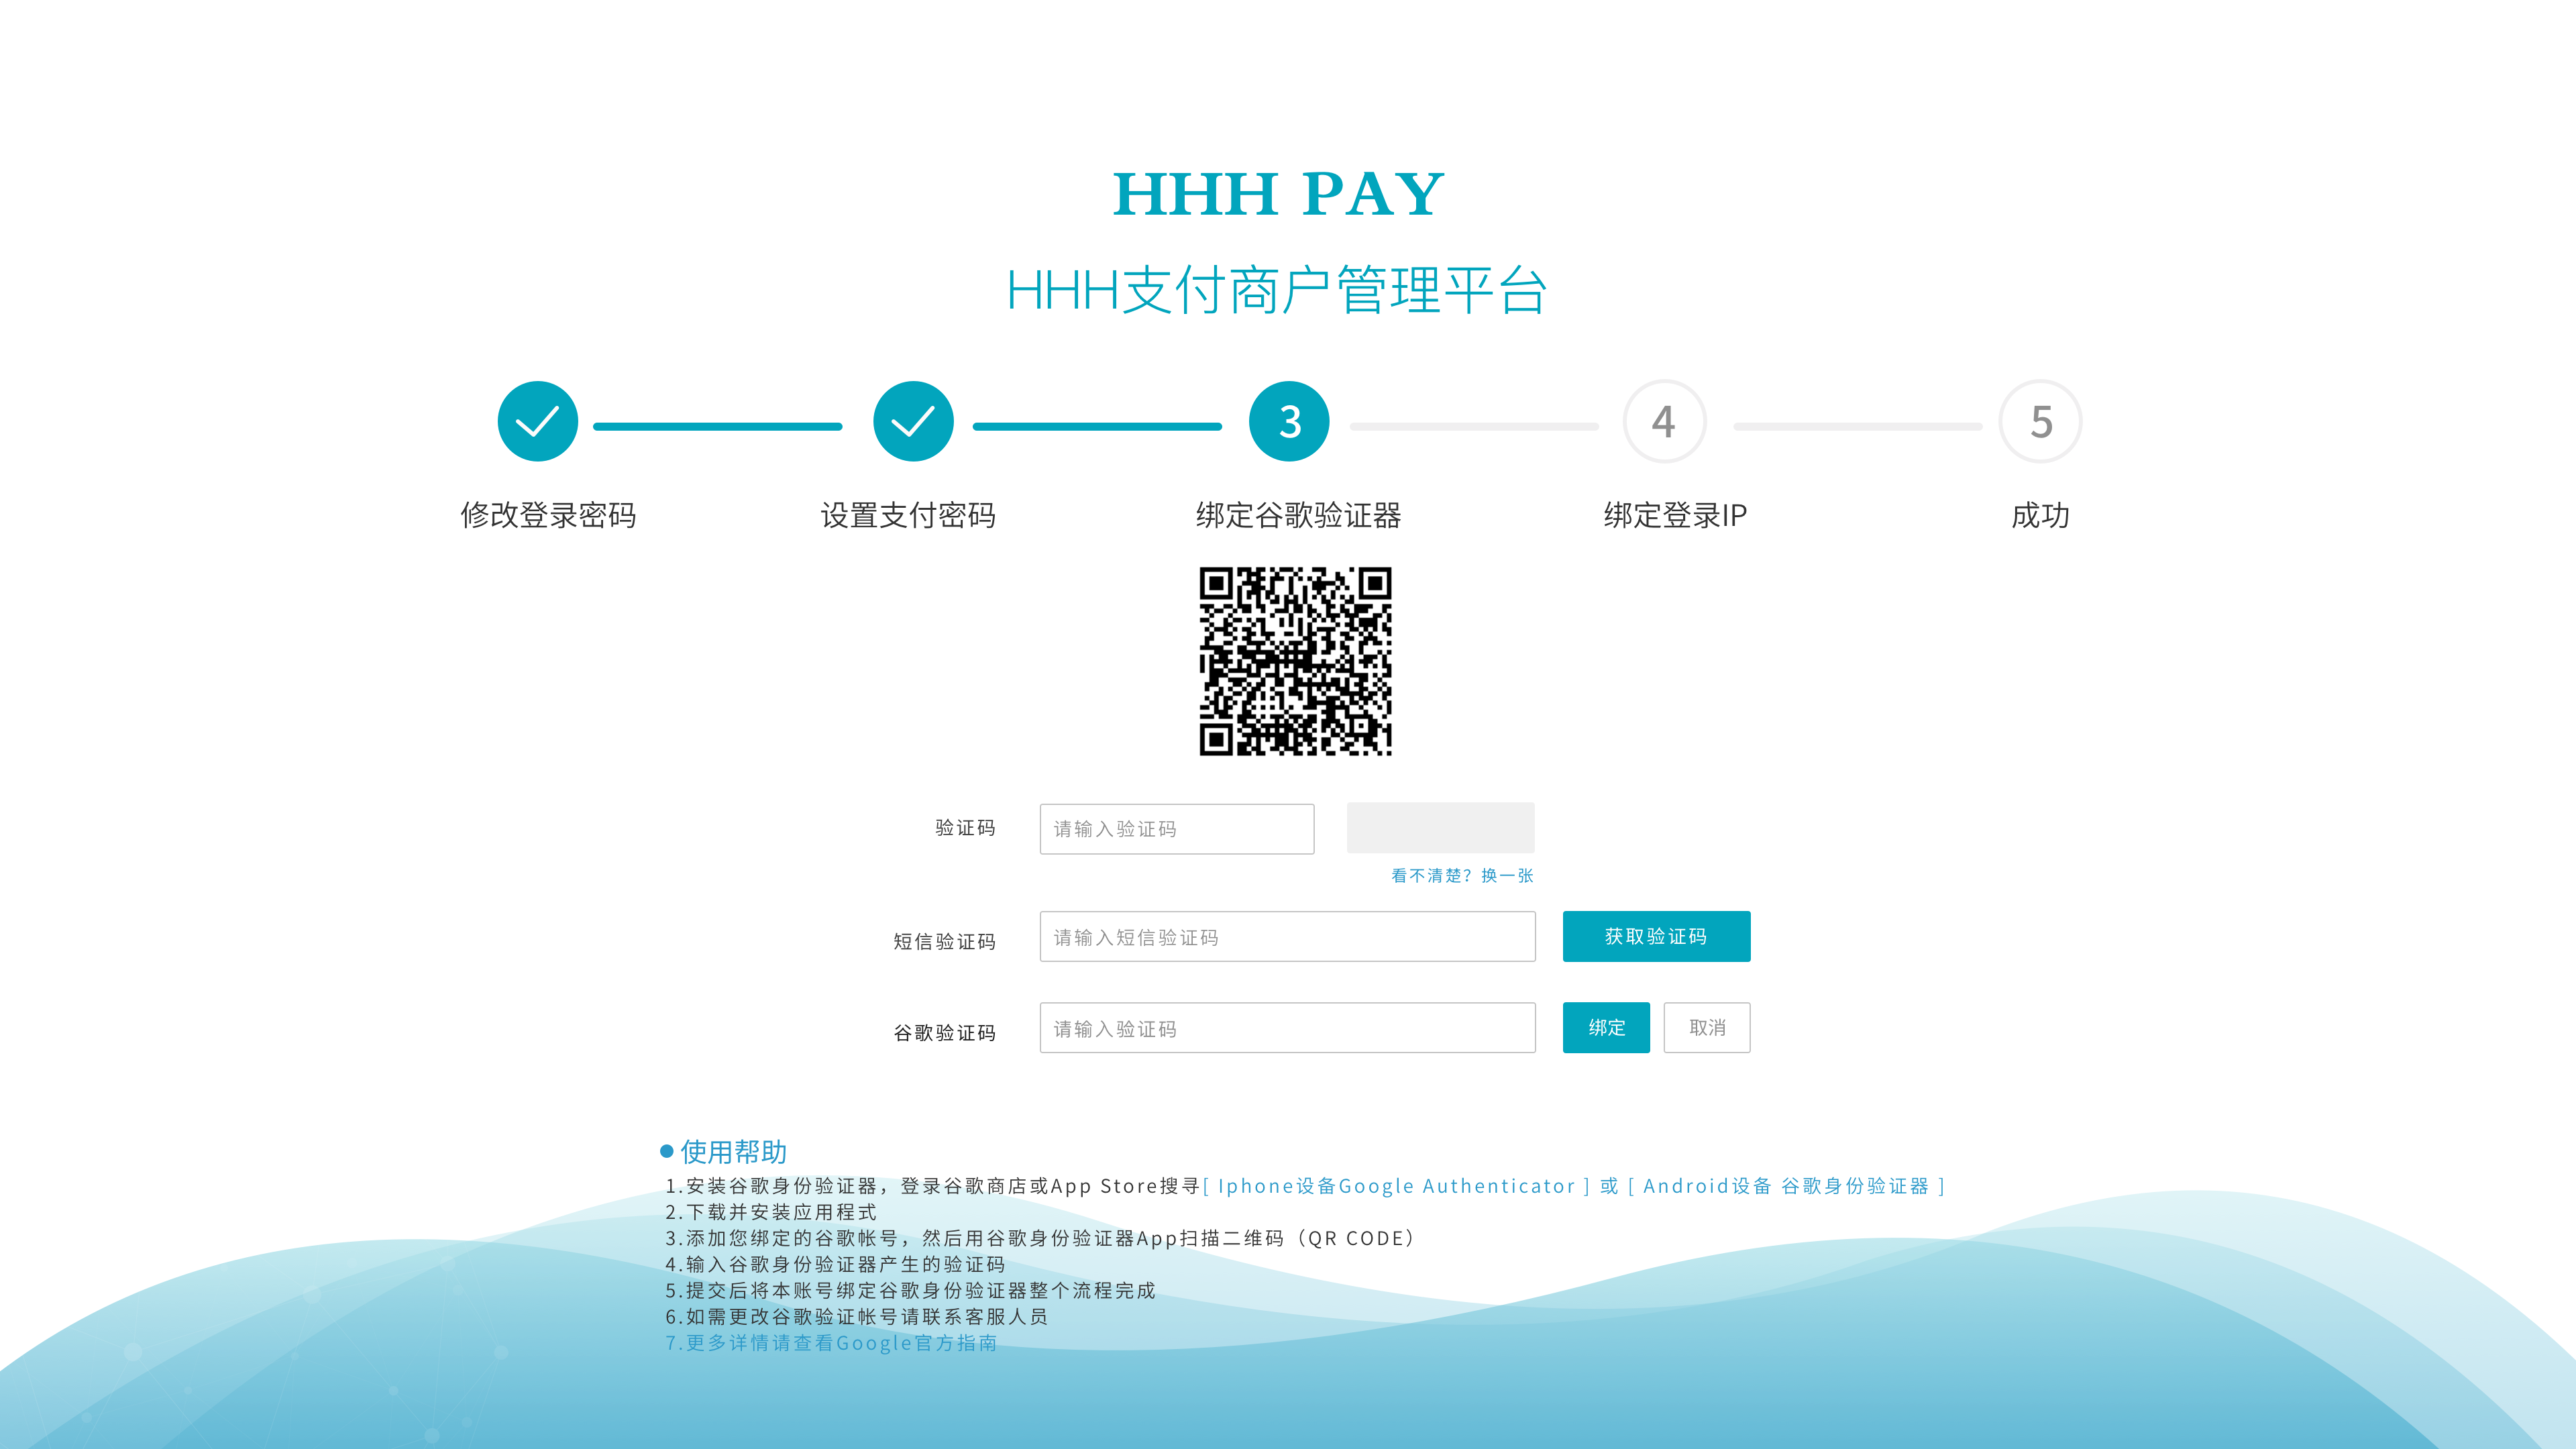 HHH PAY
HHH支付商户管理平台
3
4
5
修改登录密码
设置支付密码
绑定谷歌验证器
绑定登录IP
成功
验证码
请输入验证码
看不清楚？换一张
短信验证码
请输入短信验证码
获取验证码
谷歌验证码
请输入验证码
绑定
取消
使用帮助
1.安装谷歌身份验证器，登录谷歌商店或App Store搜寻[ Iphone设备Google Authenticator ] 或 [ Android设备 谷歌身份验证器 ]
2.下载并安装应用程式
3.添加您绑定的谷歌帐号，然后用谷歌身份验证器App扫描二维码（QR CODE）
4.输入谷歌身份验证器产生的验证码
5.提交后将本账号绑定谷歌身份验证器整个流程完成
6.如需更改谷歌验证帐号请联系客服人员
7.更多详情请查看Google官方指南